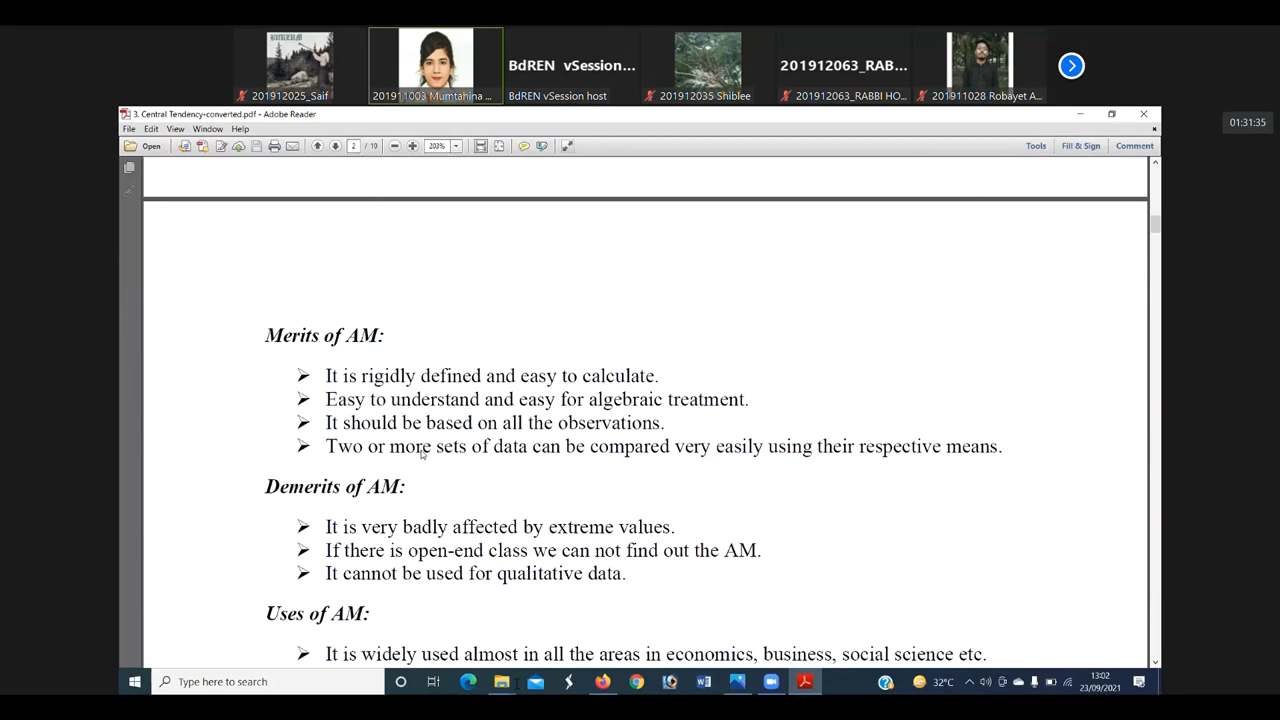 BURZUM
201912025_Saif
201911003 Mumtahina ...
BdREN vSession...
BdREN vSession host
201912035 Shiblee
201912063_RAB...
201912063_RABBI HO...
201911028 Robayet A...
01:31:35
3. Central Tendency-converted.pdf - Adobe Reader
File Edit View Window Help
Open 2 / 10 203% Tools Fill & Sign Comment
Merits of AM:
➢ It is rigidly defined and easy to calculate.
➢ Easy to understand and easy for algebraic treatment.
➢ It should be based on all the observations.
➢ Two or more sets of data can be compared very easily using their respective means.
Demerits of AM:
➢ It is very badly affected by extreme values.
➢ If there is open-end class we can not find out the AM.
➢ It cannot be used for qualitative data.
Uses of AM:
➢ It is widely used almost in all the areas in economics, business, social science etc.
Type here to search
32°C
13:02
23/09/2021